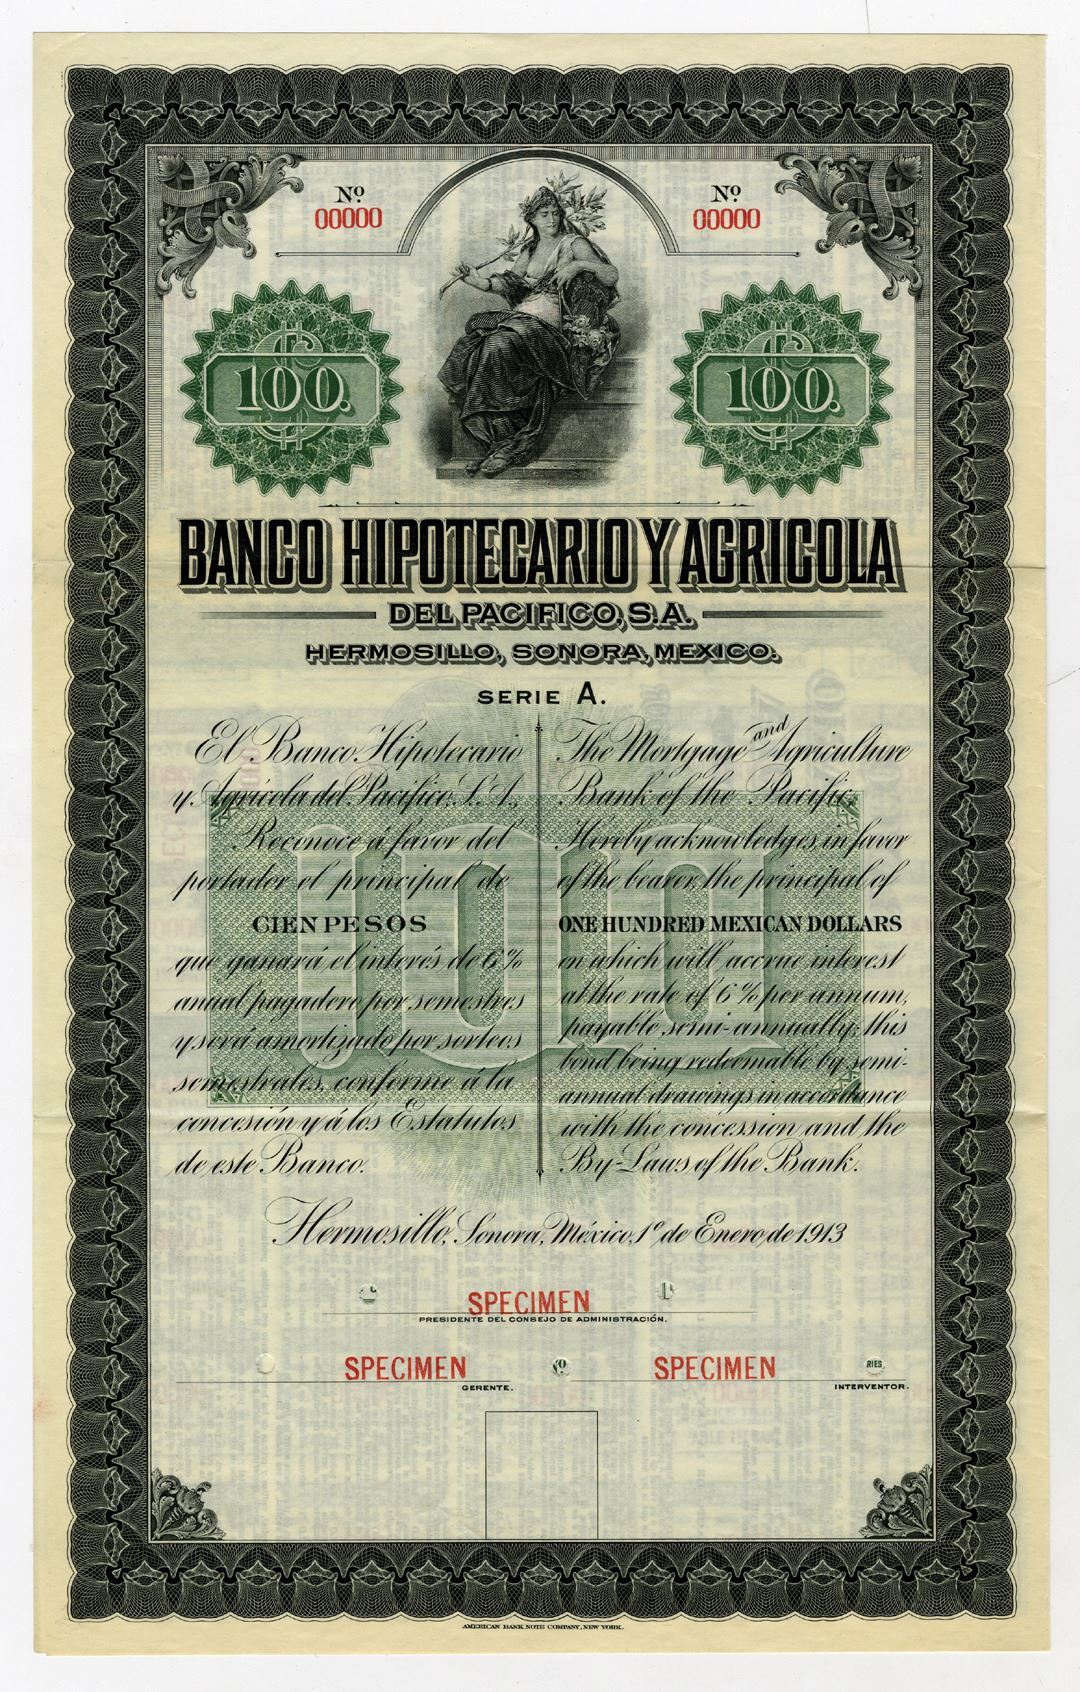 Nº 00000
Nº 00000
$ 100.
$ 100.
BANCO HIPOTECARIO Y AGRICOLA
DEL PACIFICO, S.A.
HERMOSILLO, SONORA, MEXICO.
SERIE A.
El Banco Hipotecario
y Agrícola del Pacífico, S. A.,
Reconoce á favor del
portador el principal de
CIEN PESOS
que ganará el interés de 6%
anual pagadero por semestres
y será amortizado por sorteos
semestrales, conforme á la
concesión y á los Estatutos
de este Banco.
The Mortgage and Agriculture
Bank of the Pacific,
Hereby acknowledges in favor
of the bearer, the principal of
ONE HUNDRED MEXICAN DOLLARS
on which will accrue interest
at the rate of 6% per annum,
payable semi-annually; this
bond being redeemable by semi-
annual drawings in accordance
with the concession and the
By-Laws of the Bank.
100
Hermosillo, Sonora, México, 1º de Enero, de 1913
SPECIMEN
PRESIDENTE DEL CONSEJO DE ADMINISTRACIÓN.
SPECIMEN
GERENTE.
SPECIMEN
INTERVENTOR.
RIES
AMERICAN BANK NOTE COMPANY, NEW YORK.